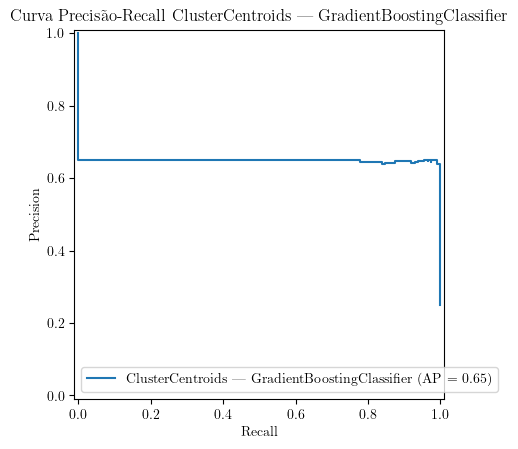 Curva Precisão-Recall ClusterCentroids — GradientBoostingClassifier
1.0
0.8
0.6
0.4
0.2
0.0
Precision
ClusterCentroids — GradientBoostingClassifier (AP = 0.65)
0.0 0.2 0.4 0.6 0.8 1.0
Recall